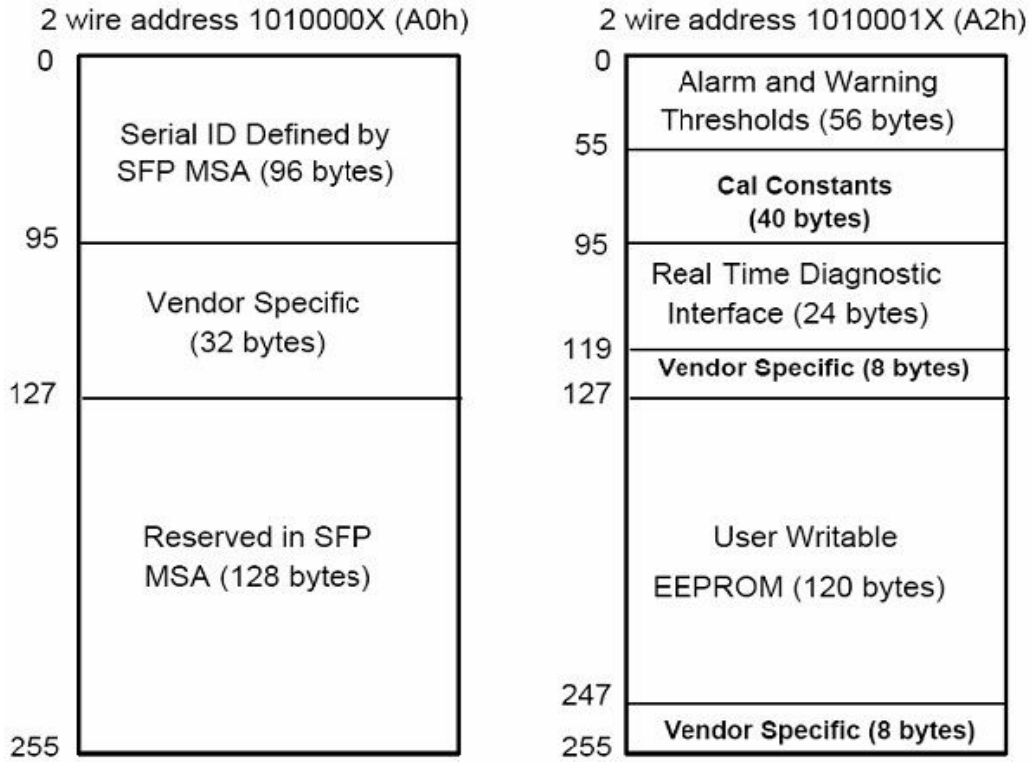 2 wire address 1010000X (A0h)
0
Serial ID Defined by
SFP MSA (96 bytes)
95
Vendor Specific
(32 bytes)
127
Reserved in SFP
MSA (128 bytes)
255
2 wire address 1010001X (A2h)
0
Alarm and Warning
Thresholds (56 bytes)
55
Cal Constants
(40 bytes)
95
Real Time Diagnostic
Interface (24 bytes)
119
Vendor Specific (8 bytes)
127
User Writable
EEPROM (120 bytes)
247
Vendor Specific (8 bytes)
255